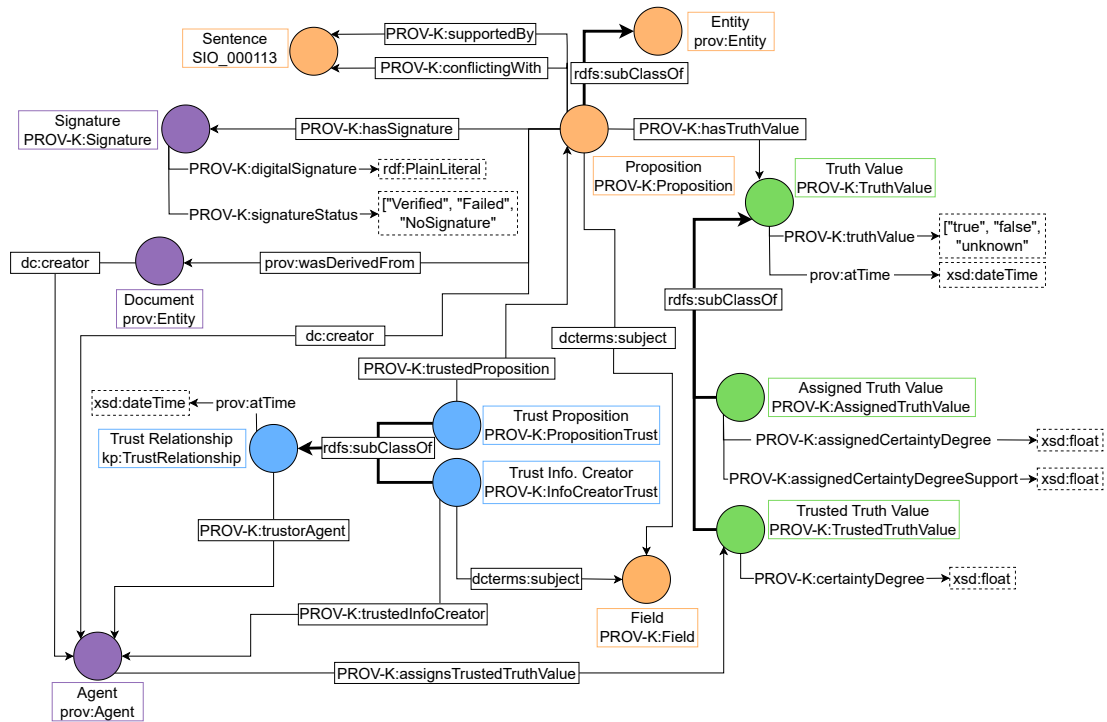 Entity
prov:Entity
PROV-K:supportedBy
Sentence
SIO_000113
PROV-K:conflictingWith
rdfs:subClassOf
Signature
PROV-K:Signature
PROV-K:hasSignature
PROV-K:hasTruthValue
PROV-K:digitalSignature
rdf:PlainLiteral
Proposition
PROV-K:Proposition
Truth Value
PROV-K:TruthValue
PROV-K:signatureStatus
["Verified", "Failed",
"NoSignature"
PROV-K:truthValue
["true", "false",
"unknown"
dc:creator
prov:wasDerivedFrom
prov:atTime
xsd:dateTime
Document
prov:Entity
rdfs:subClassOf
dc:creator
dcterms:subject
PROV-K:trustedProposition
xsd:dateTime
prov:atTime
Trust Proposition
PROV-K:PropositionTrust
Assigned Truth Value
PROV-K:AssignedTruthValue
Trust Relationship
kp:TrustRelationship
rdfs:subClassOf
PROV-K:assignedCertaintyDegree
xsd:float
Trust Info. Creator
PROV-K:InfoCreatorTrust
PROV-K:assignedCertaintyDegreeSupport
xsd:float
PROV-K:trustorAgent
Trusted Truth Value
PROV-K:TrustedTruthValue
dcterms:subject
PROV-K:certaintyDegree
xsd:float
PROV-K:trustedInfoCreator
Field
PROV-K:Field
PROV-K:assignsTrustedTruthValue
Agent
prov:Agent